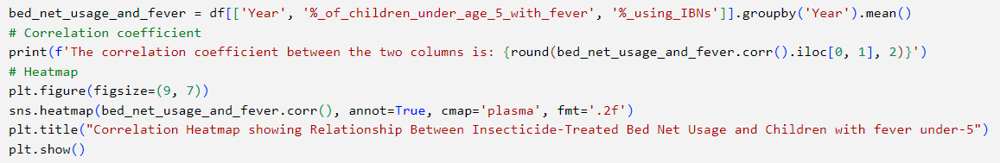 bed_net_usage_and_fever = df[['Year', '%_of_children_under_age_5_with_fever', '%_using_IBNs']].groupby('Year').mean()
# Correlation coefficient
print(f'The correlation coefficient between the two columns is: {round(bed_net_usage_and_fever.corr().iloc[0, 1], 2)}')
# Heatmap
plt.figure(figsize=(9, 7))
sns.heatmap(bed_net_usage_and_fever.corr(), annot=True, cmap='plasma', fmt='.2f')
plt.title("Correlation Heatmap showing Relationship Between Insecticide-Treated Bed Net Usage and Children with fever under-5")
plt.show()